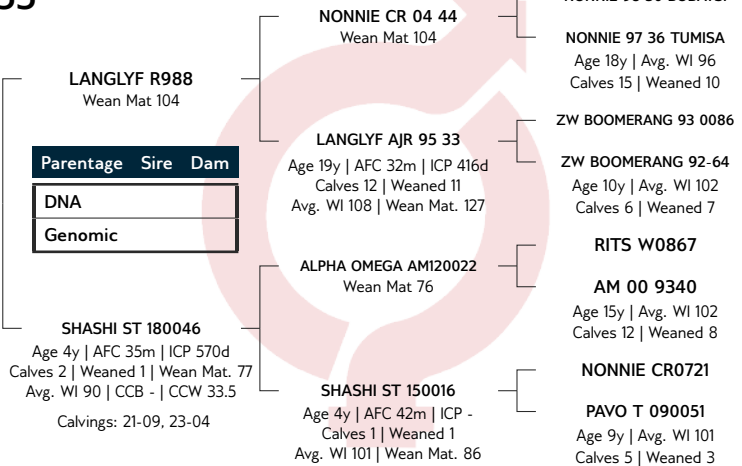 NONNIE CR 04 44
Wean Mat 104
NONNIE 97 36 TUMISA
Age 18y | Avg. WI 96
Calves 15 | Weaned 10
LANGLYF R988
Wean Mat 104
ZW BOOMERANG 93 0086
LANGLYF AJR 95 33
Age 19y | AFC 32m | ICP 416d
Calves 12 | Weaned 11
Avg. WI 108 | Wean Mat. 127
ZW BOOMERANG 92-64
Age 10y | Avg. WI 102
Calves 6 | Weaned 7
Parentage Sire Dam
DNA
Genomic
RITS W0867
ALPHA OMEGA AM120022
Wean Mat 76
AM 00 9340
Age 15y | Avg. WI 102
Calves 12 | Weaned 8
SHASHI ST 180046
Age 4y | AFC 35m | ICP 570d
Calves 2 | Weaned 1 | Wean Mat. 77
Avg. WI 90 | CCB - | CCW 33.5
Calvings: 21-09, 23-04
NONNIE CR0721
SHASHI ST 150016
Age 4y | AFC 42m | ICP -
Calves 1 | Weaned 1
Avg. WI 101 | Wean Mat. 86
PAVO T 090051
Age 9y | Avg. WI 101
Calves 5 | Weaned 3